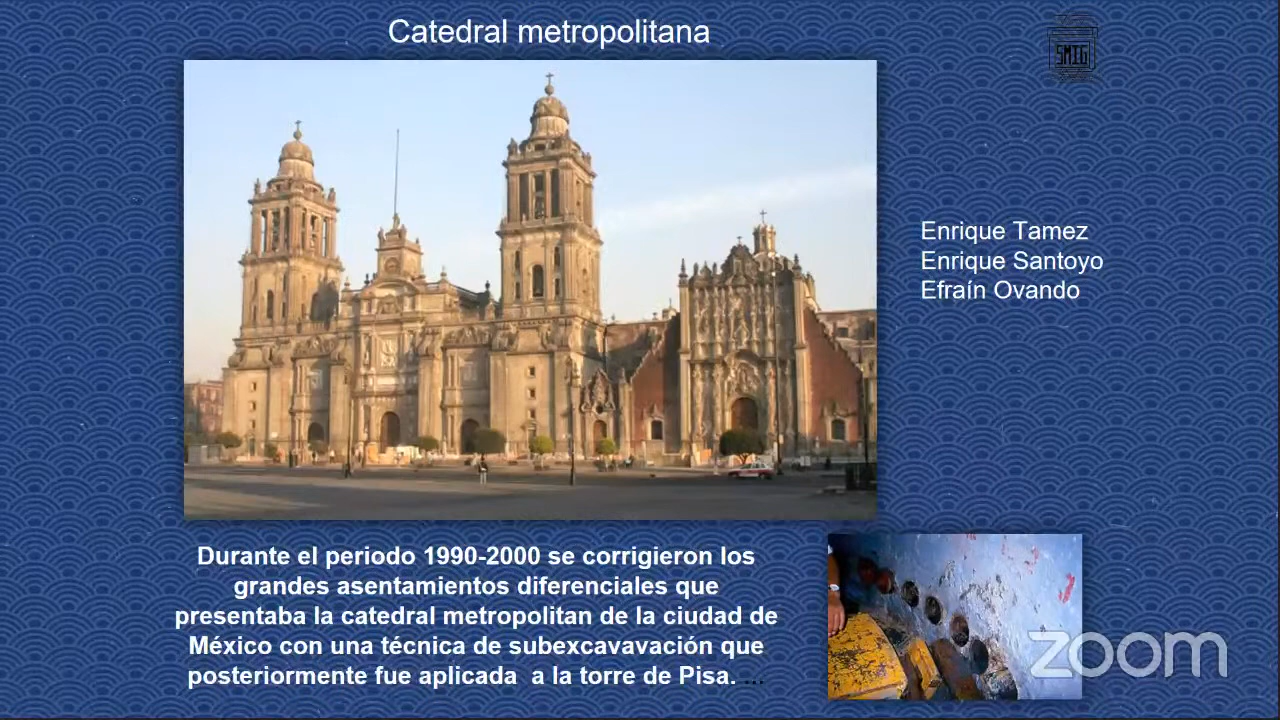 Catedral metropolitana
SMIG
Enrique Tamez
Enrique Santoyo
Efraín Ovando
Durante el periodo 1990-2000 se corrigieron los
grandes asentamientos diferenciales que
presentaba la catedral metropolitan de la ciudad de
México con una técnica de subexcavavación que
posteriormente fue aplicada  a la torre de Pisa. ...
zoom